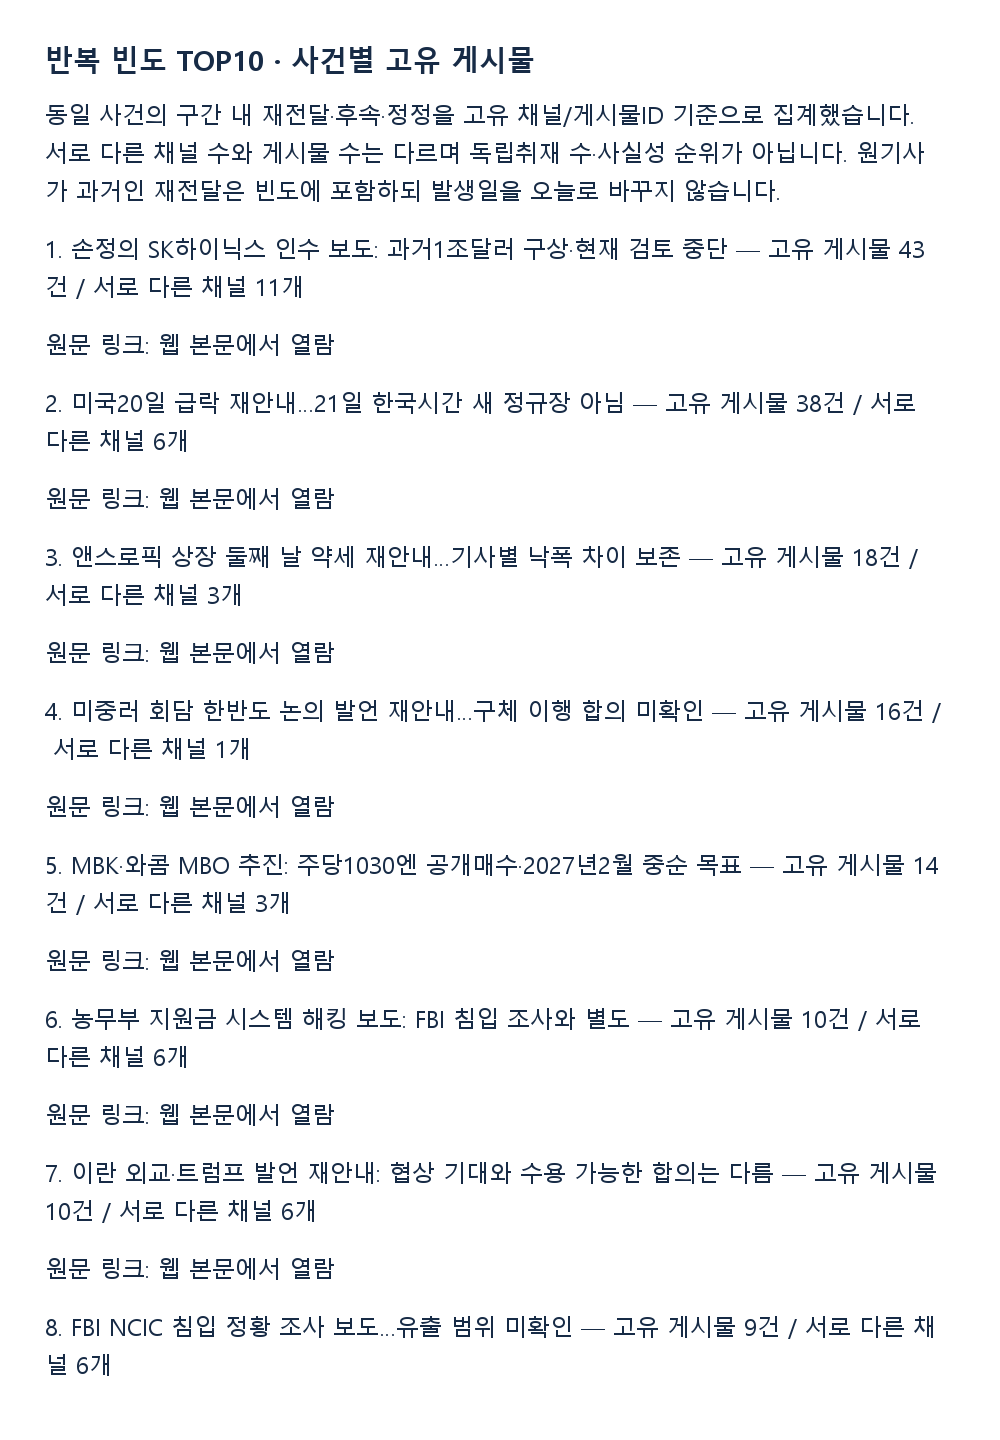 반복 빈도 TOP10 · 사건별 고유 게시물
동일 사건의 구간 내 재전달·후속·정정을 고유 채널/게시물ID 기준으로 집계했습니다.
서로 다른 채널 수와 게시물 수는 다르며 독립취재 수·사실성 순위가 아닙니다. 원기사
가 과거인 재전달은 빈도에 포함하되 발생일을 오늘로 바꾸지 않습니다.
1. 손정의 SK하이닉스 인수 보도: 과거1조달러 구상·현재 검토 중단 — 고유 게시물 43
건 / 서로 다른 채널 11개
원문 링크: 웹 본문에서 열람
2. 미국20일 급락 재안내…21일 한국시간 새 정규장 아님 — 고유 게시물 38건 / 서로
다른 채널 6개
원문 링크: 웹 본문에서 열람
3. 앤스로픽 상장 둘째 날 약세 재안내…기사별 낙폭 차이 보존 — 고유 게시물 18건 /
서로 다른 채널 3개
원문 링크: 웹 본문에서 열람
4. 미중러 회담 한반도 논의 발언 재안내…구체 이행 합의 미확인 — 고유 게시물 16건 /
서로 다른 채널 1개
원문 링크: 웹 본문에서 열람
5. MBK·와콤 MBO 추진: 주당1030엔 공개매수·2027년2월 중순 목표 — 고유 게시물 14
건 / 서로 다른 채널 3개
원문 링크: 웹 본문에서 열람
6. 농무부 지원금 시스템 해킹 보도: FBI 침입 조사와 별도 — 고유 게시물 10건 / 서로
다른 채널 6개
원문 링크: 웹 본문에서 열람
7. 이란 외교·트럼프 발언 재안내: 협상 기대와 수용 가능한 합의는 다름 — 고유 게시물
10건 / 서로 다른 채널 6개
원문 링크: 웹 본문에서 열람
8. FBI NCIC 침입 정황 조사 보도…유출 범위 미확인 — 고유 게시물 9건 / 서로 다른 채
널 6개